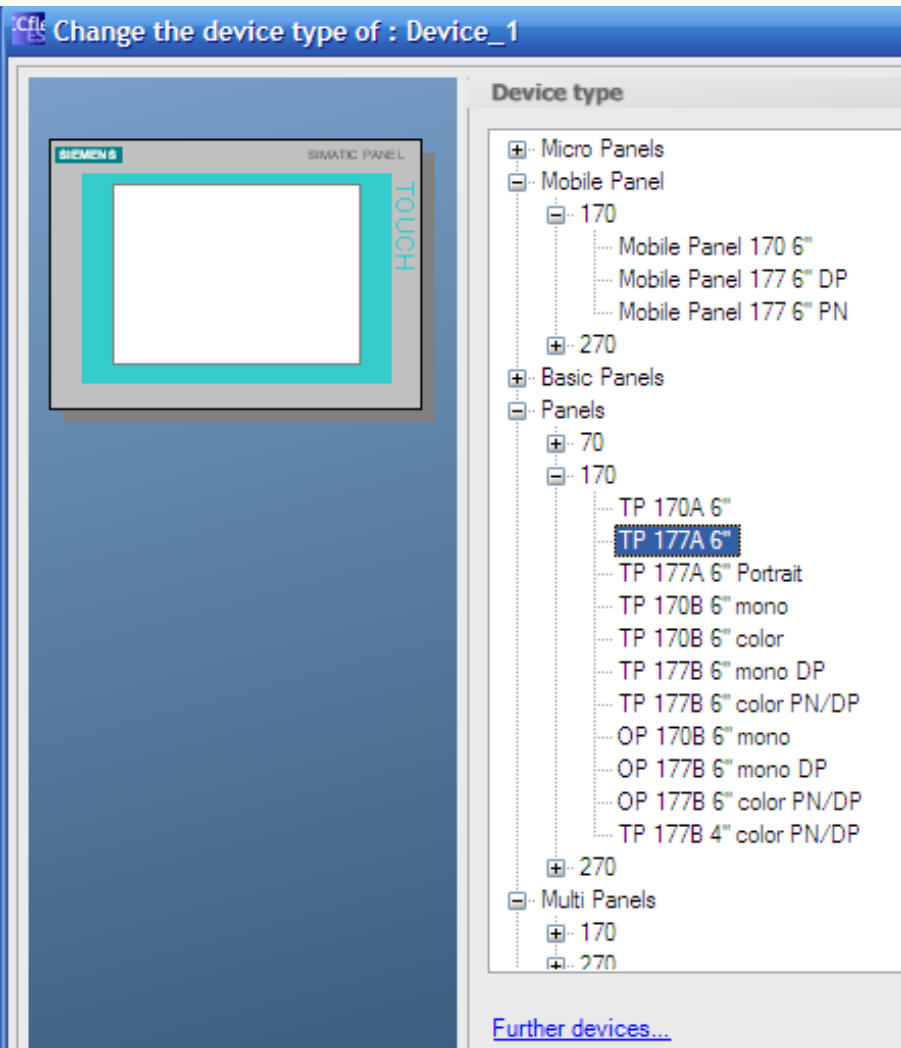 Change the device type of : Device_1
SIEMENS
SIMATIC PANEL
TOUCH
Device type
Micro Panels
Mobile Panel
170
Mobile Panel 170 6"
Mobile Panel 177 6" DP
Mobile Panel 177 6" PN
270
Basic Panels
Panels
70
170
TP 170A 6"
TP 177A 6"
TP 177A 6" Portrait
TP 170B 6" mono
TP 170B 6" color
TP 177B 6" mono DP
TP 177B 6" color PN/DP
OP 170B 6" mono
OP 177B 6" mono DP
OP 177B 6" color PN/DP
TP 177B 4" color PN/DP
270
Multi Panels
170
270
Further devices...